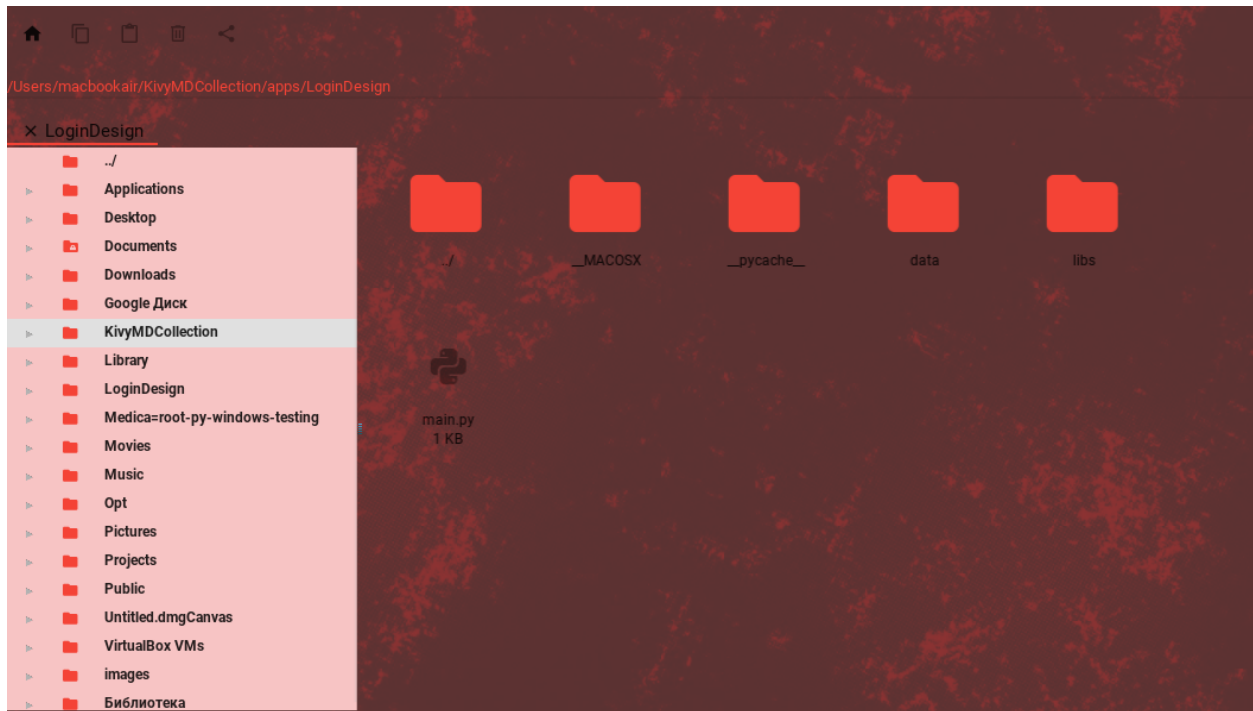 /Users/macbookair/KivyMDCollection/apps/LoginDesign
LoginDesign
../
Applications
Desktop
Documents
Downloads
Google Диск
KivyMDCollection
Library
LoginDesign
Medica=root-py-windows-testing
Movies
Music
Opt
Pictures
Projects
Public
Untitled.dmgCanvas
VirtualBox VMs
images
Библиотека
../ __MACOSX __pycache__ data libs
main.py
1 KB